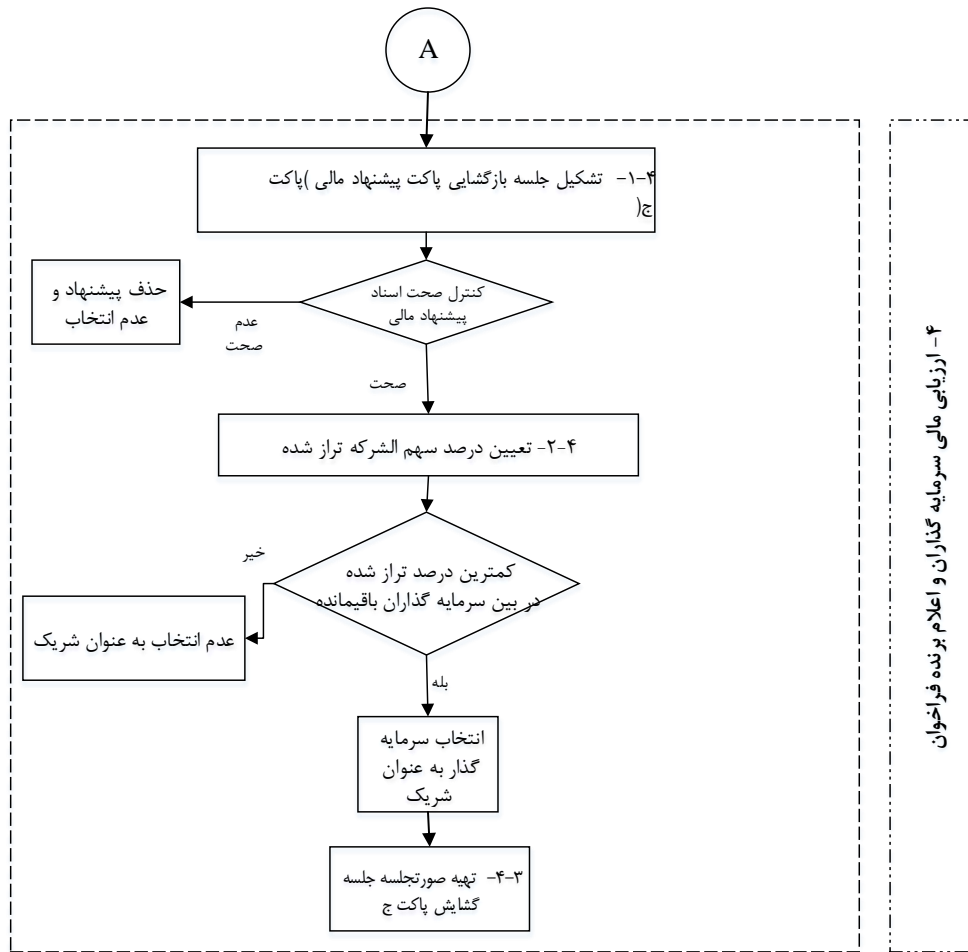 A
۴-۱- تشکیل جلسه بازگشایی پاکت پیشنهاد مالی )پاکت
ج(
کنترل صحت اسناد
پیشنهاد مالی
حذف پیشنهاد و
عدم انتخاب
عدم
صحت
صحت
۴-۲- تعیین درصد سهم الشرکه تراز شده
کمترین درصد تراز شده
در بین سرمایه گذاران باقیمانده
خیر
عدم انتخاب به عنوان شریک
بله
انتخاب سرمایه
گذار به عنوان
شریک
۴-۳- تهیه صورتجلسه جلسه
گشایش پاکت ج
۴- ارزیابی مالی سرمایه گذاران و اعلام برنده فراخوان